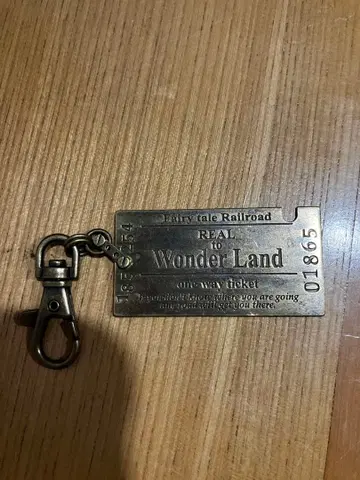 Fairy tale Railroad
REAL
to
Wonder Land
one way ticket
If you don't know where you are going
any road will get you there.
01865